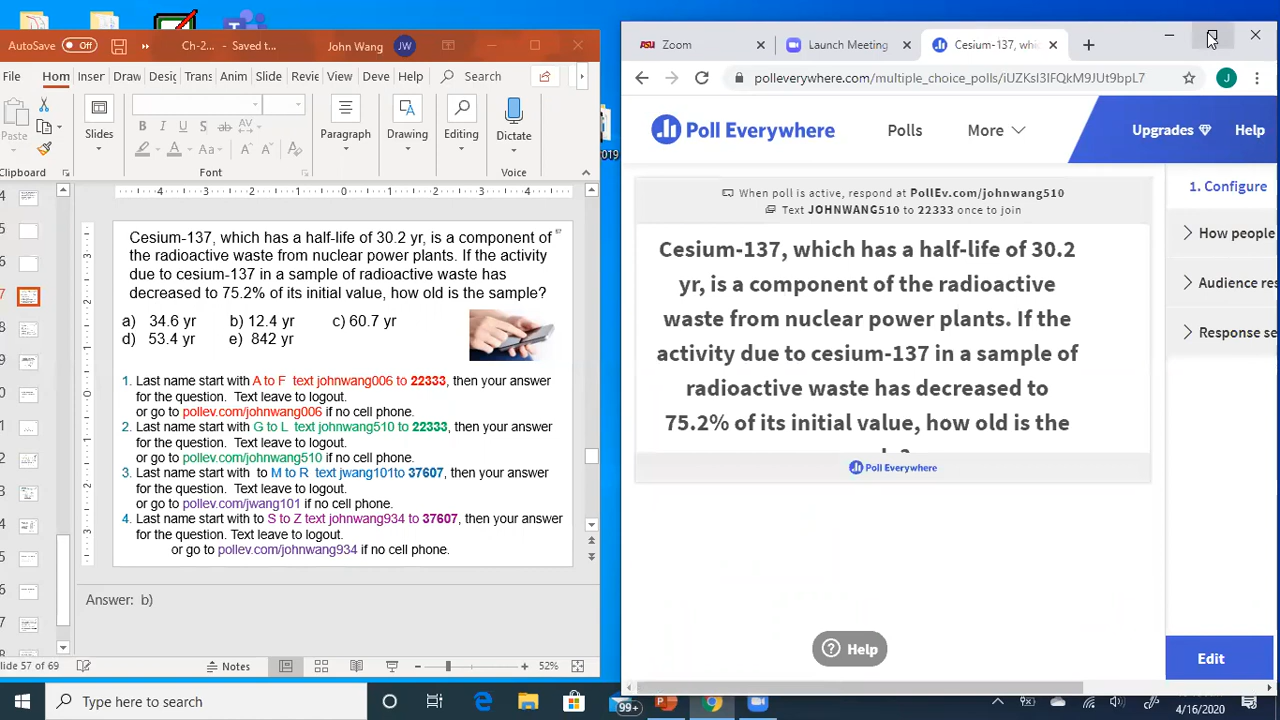 AutoSave Off Ch-2... - Saved t... John Wang JW
File Hom Inser Draw Desig Tran Anim Slide Revie View Deve Help Search
Paste Slides Paragraph Drawing Editing Dictate
Font Voice
Cesium-137, which has a half-life of 30.2 yr, is a component of
the radioactive waste from nuclear power plants. If the activity
due to cesium-137 in a sample of radioactive waste has
decreased to 75.2% of its initial value, how old is the sample?
a) 34.6 yr b) 12.4 yr c) 60.7 yr
d) 53.4 yr e) 842 yr
1. Last name start with A to F text johnwang006 to 22333, then your answer
for the question. Text leave to logout.
or go to pollev.com/johnwang006 if no cell phone.
2. Last name start with G to L text johnwang510 to 22333, then your answer
for the question. Text leave to logout.
or go to pollev.com/johnwang510 if no cell phone.
3. Last name start with to M to R text jwang101to 37607, then your answer
for the question. Text leave to logout.
or go to pollev.com/jwang101 if no cell phone.
4. Last name start with to S to Z text johnwang934 to 37607, then your answer
for the question. Text leave to logout.
or go to pollev.com/johnwang934 if no cell phone.
Answer: b)
Slide 57 of 69 Notes 52%
ASU Zoom Launch Meeting Cesium-137, whi
polleverywhere.com/multiple_choice_polls/iUZKsI3lFQkM9JUt9bpL7 J
Poll Everywhere Polls More Upgrades Help
When poll is active, respond at PollEv.com/johnwang510
Text JOHNWANG510 to 22333 once to join
Cesium-137, which has a half-life of 30.2
yr, is a component of the radioactive
waste from nuclear power plants. If the
activity due to cesium-137 in a sample of
radioactive waste has decreased to
75.2% of its initial value, how old is the
Poll Everywhere
1. Configure
How people
Audience res
Response se
Help
Edit
Type here to search
99+
4/16/2020